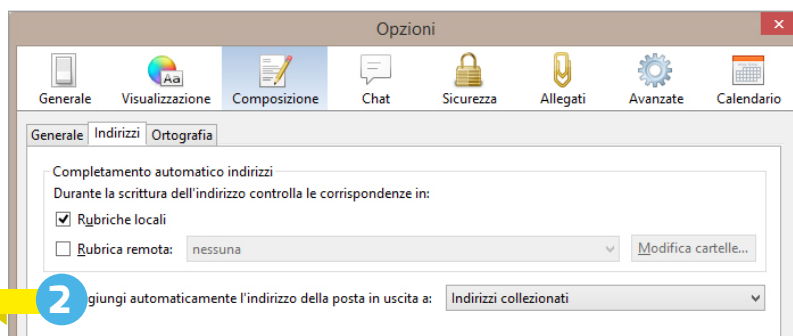 Opzioni
Generale Visualizzazione Composizione Chat Sicurezza Allegati Avanzate Calendario
Generale Indirizzi Ortografia
Completamento automatico indirizzi
Durante la scrittura dell'indirizzo controlla le corrispondenze in:
Rubriche locali
Rubrica remota: nessuna Modifica cartelle...
2 giungi automaticamente l'indirizzo della posta in uscita a: Indirizzi collezionati